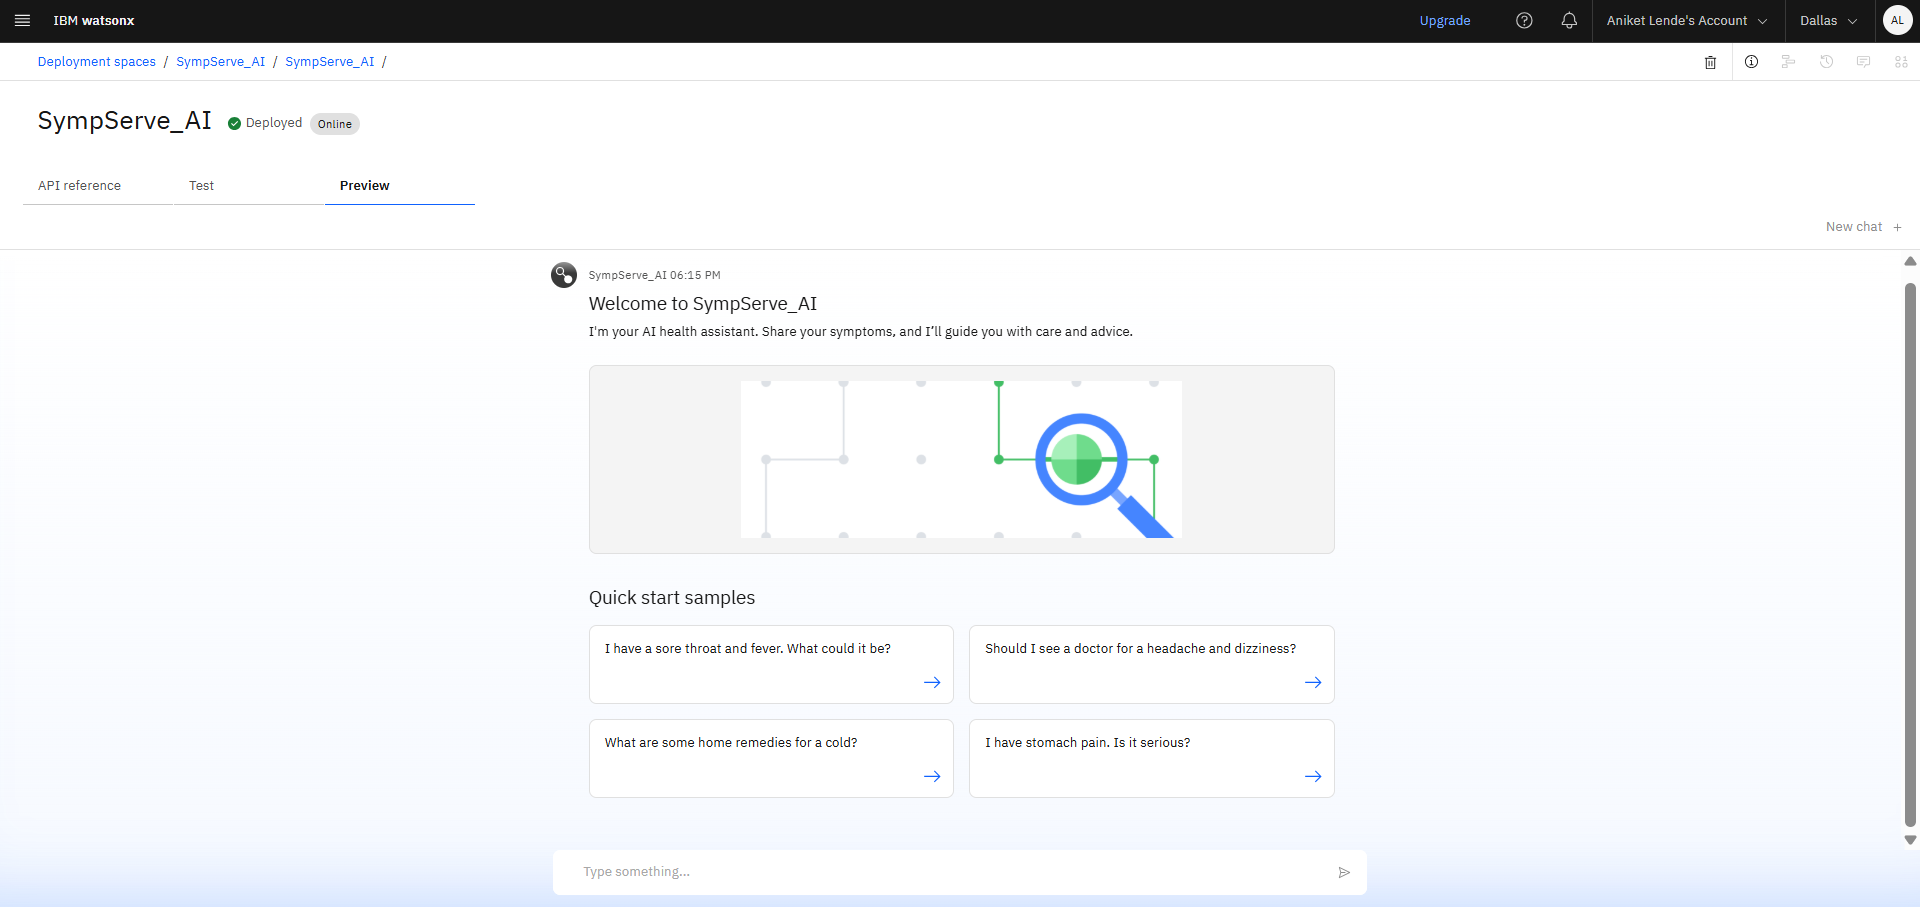 IBM watsonx
Upgrade
Aniket Lende's Account
Dallas
AL
Deployment spaces / SympServe_AI / SympServe_AI /
SympServe_AI
Deployed
Online
API reference
Test
Preview
New chat +
SympServe_AI 06:15 PM
Welcome to SympServe_AI
I'm your AI health assistant. Share your symptoms, and I’ll guide you with care and advice.
Quick start samples
I have a sore throat and fever. What could it be?
Should I see a doctor for a headache and dizziness?
What are some home remedies for a cold?
I have stomach pain. Is it serious?
Type something...